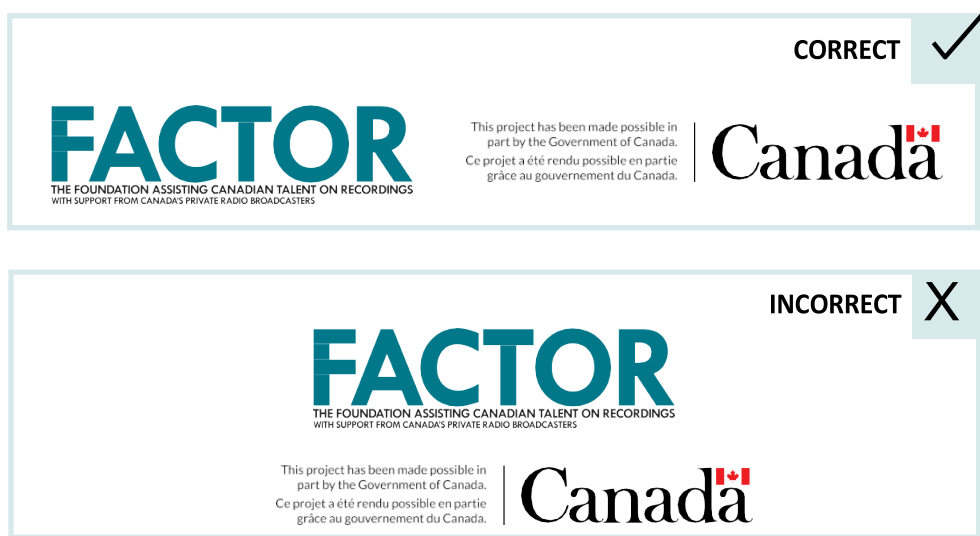 CORRECT
FACTOR
THE FOUNDATION ASSISTING CANADIAN TALENT ON RECORDINGS
WITH SUPPORT FROM CANADA'S PRIVATE RADIO BROADCASTERS
This project has been made possible in
part by the Government of Canada.
Ce projet a été rendu possible en partie
grâce au gouvernement du Canada.
Canada
INCORRECT X
FACTOR
THE FOUNDATION ASSISTING CANADIAN TALENT ON RECORDINGS
WITH SUPPORT FROM CANADA'S PRIVATE RADIO BROADCASTERS
This project has been made possible in
part by the Government of Canada.
Ce projet a été rendu possible en partie
grâce au gouvernement du Canada.
Canada